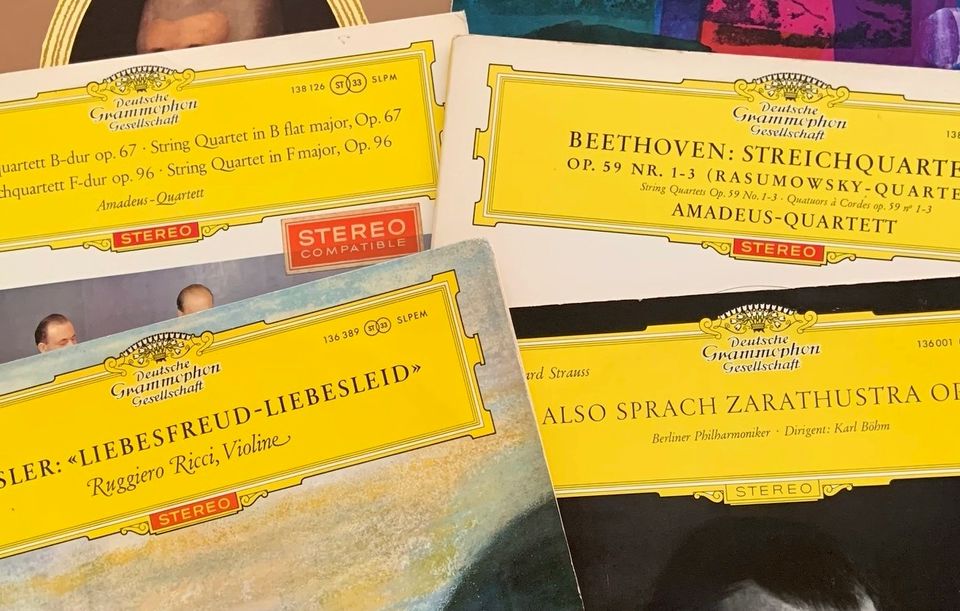 Deutsche
Grammophon
Gesellschaft
138 126 ST 33 SLPM
quartett B-dur op. 67 · String Quartet in B flat major, Op. 67
chquartett F-dur op. 96 · String Quartet in F major, Op. 96
Amadeus-Quartett
STEREO
STEREO
COMPATIBLE
Deutsche
Grammophon
Gesellschaft
138
BEETHOVEN: STREICHQUARTE
OP. 59 NR. 1-3 (RASUMOWSKY-QUARTE
String Quartets Op. 59 No. 1-3 · Quatuors à Cordes op. 59 nº 1-3
AMADEUS-QUARTETT
STEREO
Deutsche
Grammophon
Gesellschaft
136 389 ST 33 SLPEM
SLER: «LIEBESFREUD-LIEBESLEID»
Ruggiero Ricci, Violine
STEREO
Deutsche
Grammophon
Gesellschaft
136 001
ard Strauss
ALSO SPRACH ZARATHUSTRA OP
Berliner Philharmoniker · Dirigent: Karl Böhm
STEREO